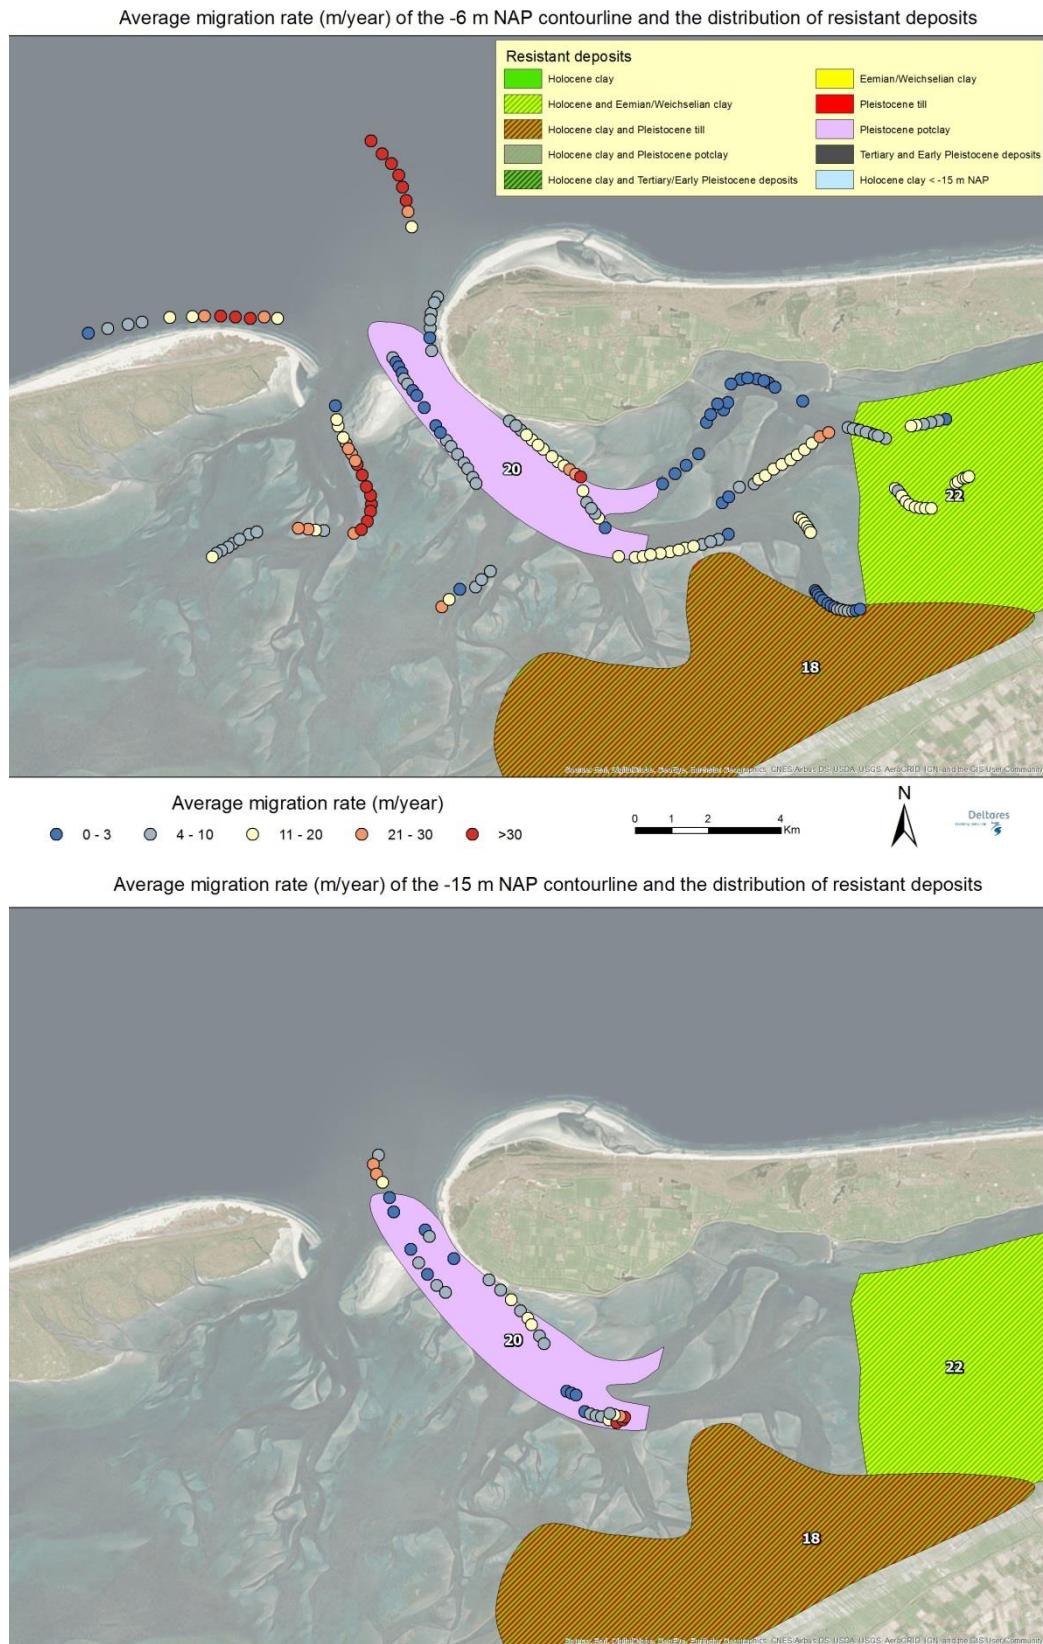 Average migration rate (m/year) of the -6 m NAP contourline and the distribution of resistant deposits
Resistant deposits
Holocene clay
Eemian/Weichselian clay
Holocene and Eemian/Weichselian clay
Pleistocene till
Holocene clay and Pleistocene till
Pleistocene potclay
Holocene clay and Pleistocene potclay
Tertiary and Early Pleistocene deposits
Holocene clay and Tertiary/Early Pleistocene deposits
Holocene clay < -15 m NAP
20
22
18
Average migration rate (m/year)
0 - 3
4 - 10
11 - 20
21 - 30
>30
0 1 2 4
Km
N
Deltares
Average migration rate (m/year) of the -15 m NAP contourline and the distribution of resistant deposits
20
22
18